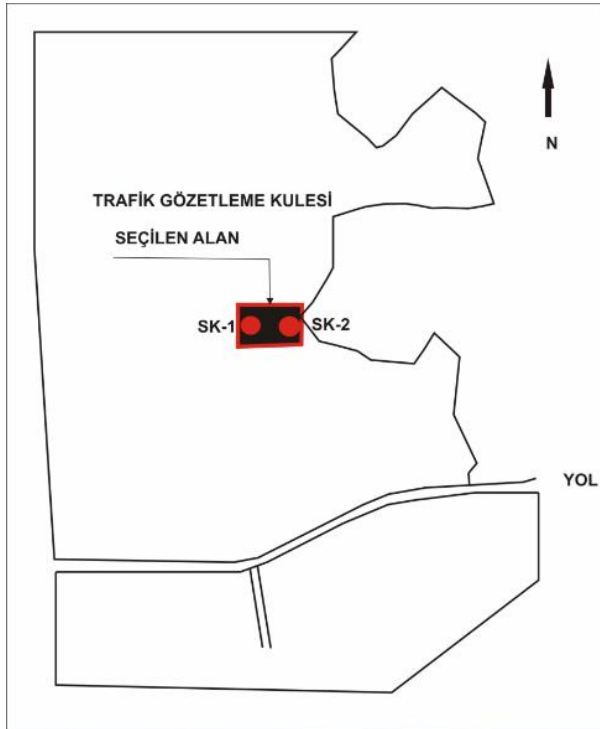 N
TRAFİK GÖZETLEME KULESİ
SEÇİLEN ALAN
SK-1
SK-2
YOL